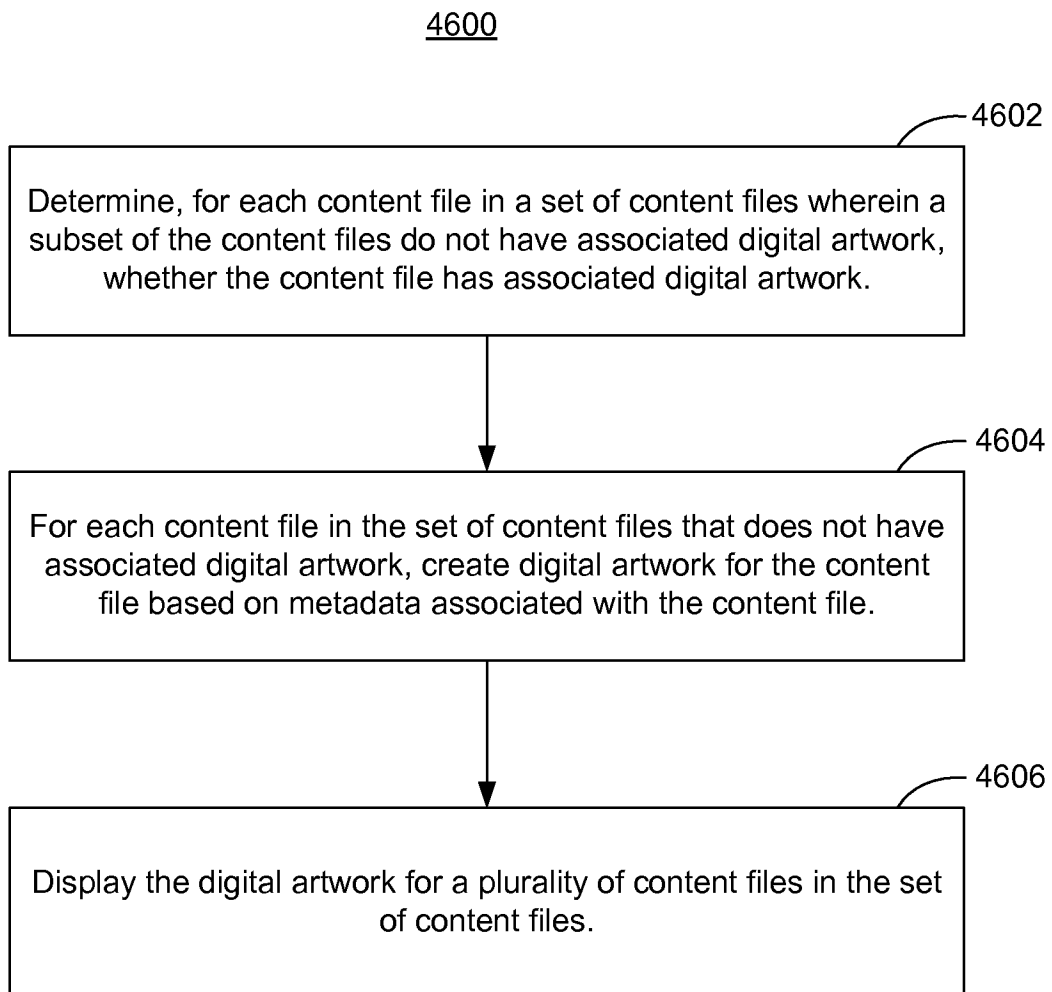 4600
4602
Determine, for each content file in a set of content files wherein a
subset of the content files do not have associated digital artwork,
whether the content file has associated digital artwork.
4604
For each content file in the set of content files that does not have
associated digital artwork, create digital artwork for the content
file based on metadata associated with the content file.
4606
Display the digital artwork for a plurality of content files in the set
of content files.